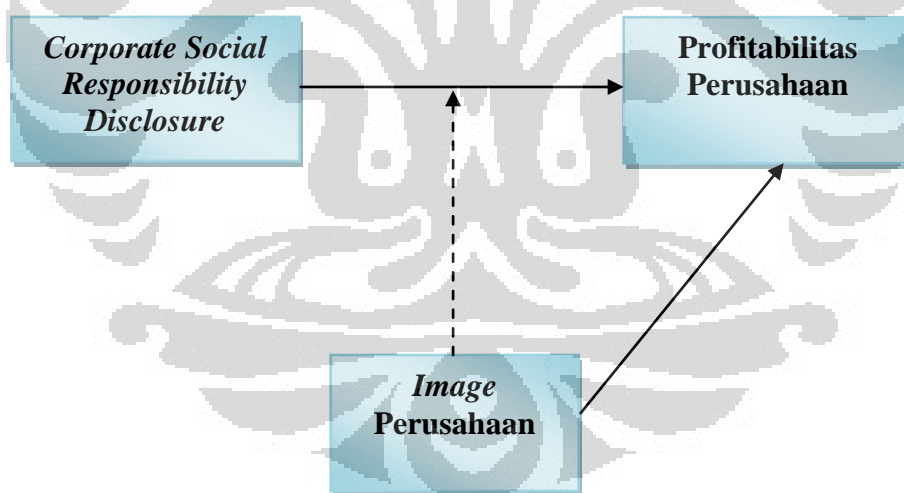 Corporate Social
Responsibility
Disclosure
Profitabilitas
Perusahaan
Image
Perusahaan